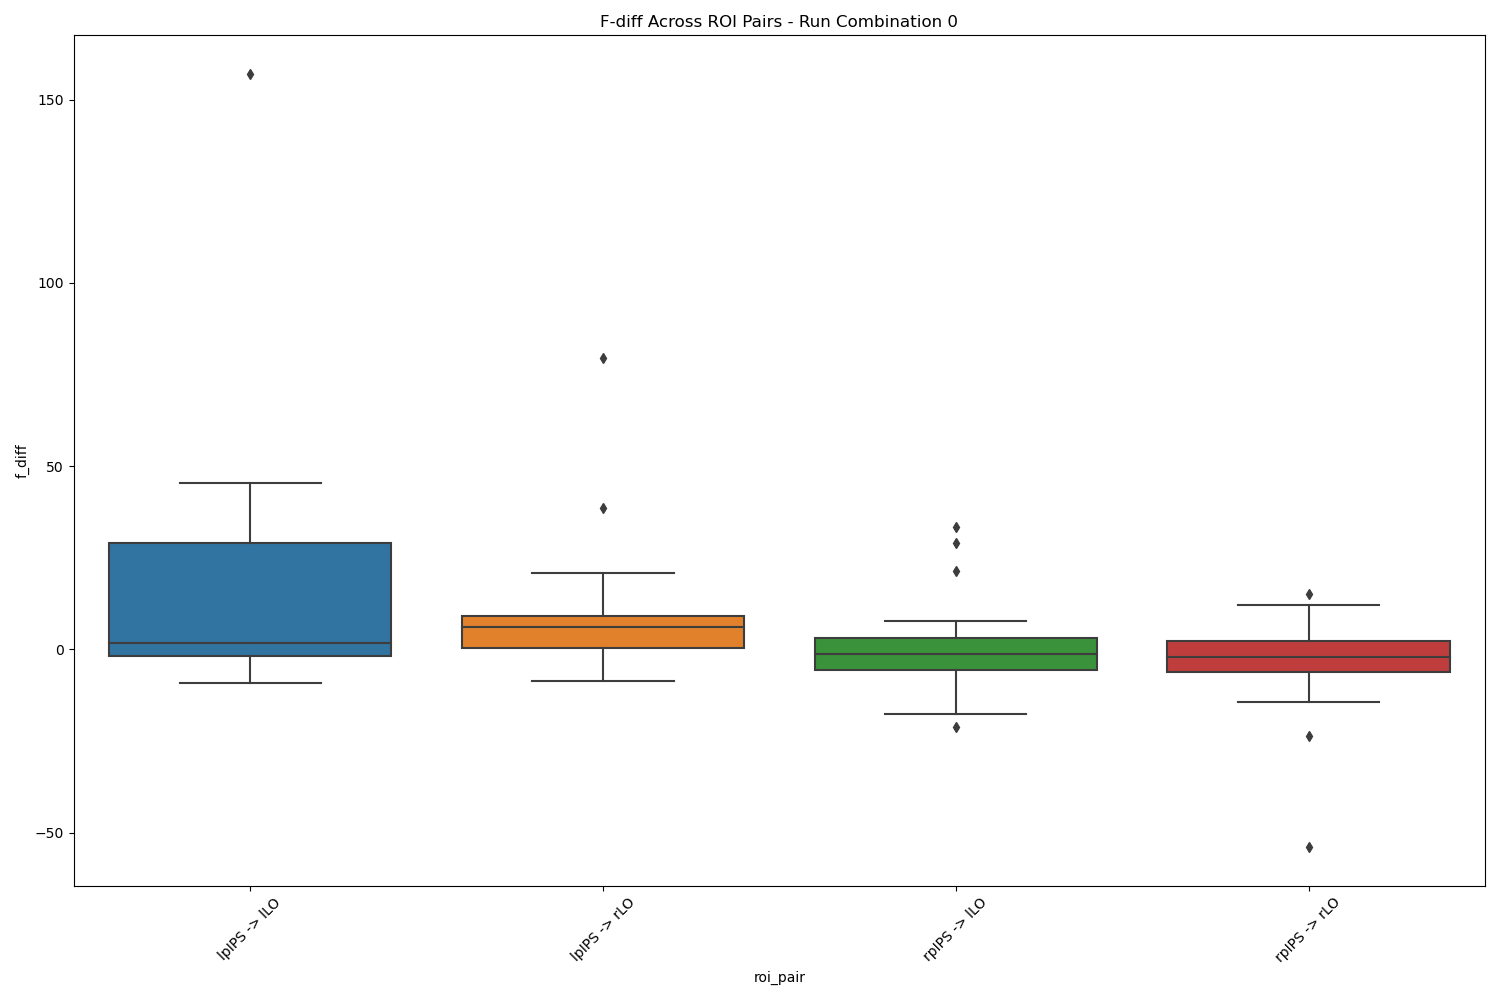 F-diff Across ROI Pairs - Run Combination 0
150
100
50
0
−50
f_diff
lpIPS -> lLO
lpIPS -> rLO
rpIPS -> lLO
rpIPS -> rLO
roi_pair